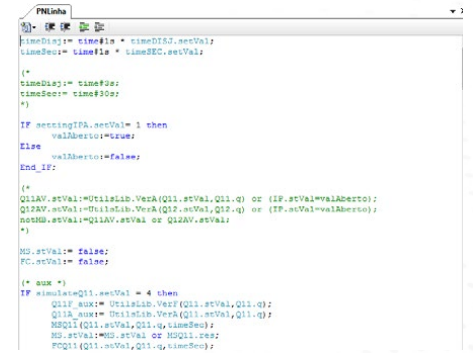 PNLinha
timeDisj:= time#1s * timeDISJ.setVal;
timeSec:= time#1s * timeSEC.setVal;
(*
timeDisj:= time#3s;
timeSec:= time#30s;
*)
IF settingIPA.setVal= 1 then
valAberto:=true;
Else
valAberto:=false;
End_IF;
(*
Q11AV.stVal:=UtilsLib.VerA(Q11.stVal,Q11.q) or (IP.stVal=valAberto);
Q12AV.stVal:=UtilsLib.VerA(Q12.stVal,Q12.q) or (IP.stVal=valAberto);
notMB.stVal:=Q11AV.stVal or Q12AV.stVal;
*)
MS.stVal:= false;
FC.stVal:= false;
(* aux *)
IF simulateQ11.setVal = 4 then
Q11F_aux:= UtilsLib.VerF(Q11.stVal,Q11.q);
Q11A_aux:= UtilsLib.VerA(Q11.stVal,Q11.q);
MSQ11(Q11.stVal,Q11.q,timeSec);
MS.stVal:=MS.stVal or MSQ11.res;
FCQ11(Q11.stVal,Q11.q,timeSec);